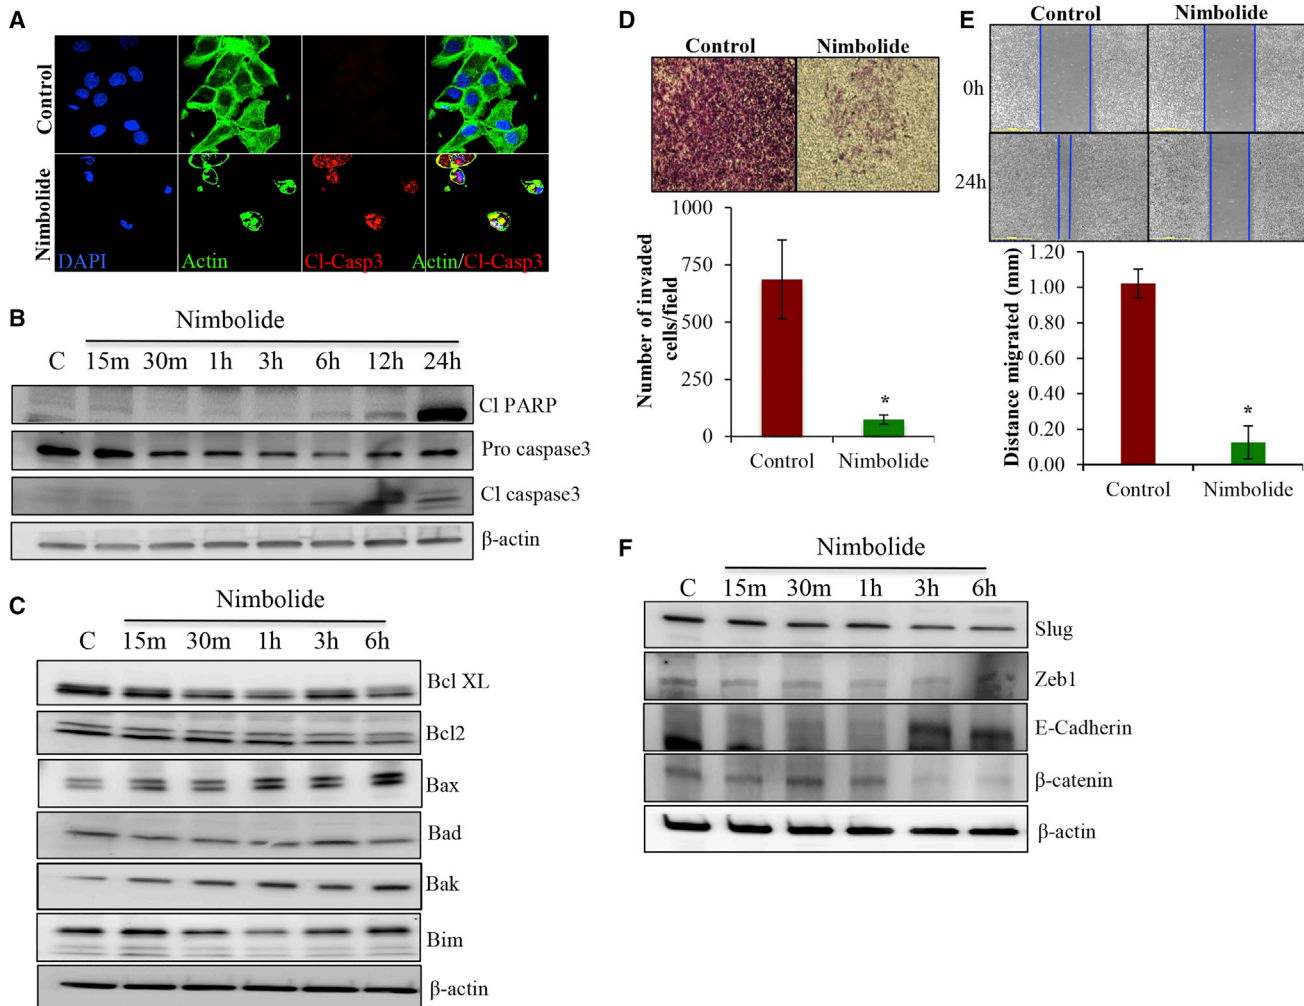 A
Control
Nimbolide
DAPI
Actin
Cl-Casp3
Actin/Cl-Casp3
B
Nimbolide
C 15m 30m 1h 3h 6h 12h 24h
Cl PARP
Pro caspase3
Cl caspase3
β-actin
C
Nimbolide
C 15m 30m 1h 3h 6h
Bcl XL
Bcl2
Bax
Bad
Bak
Bim
β-actin
D
Control Nimbolide
Number of invaded
cells/field
1000
750
500
250
0
*
Control Nimbolide
E
Control Nimbolide
0h
24h
Distance migrated (mm)
1.20
1.00
0.80
0.60
0.40
0.20
0.00
*
Control Nimbolide
F
Nimbolide
C 15m 30m 1h 3h 6h
Slug
Zeb1
E-Cadherin
β-catenin
β-actin